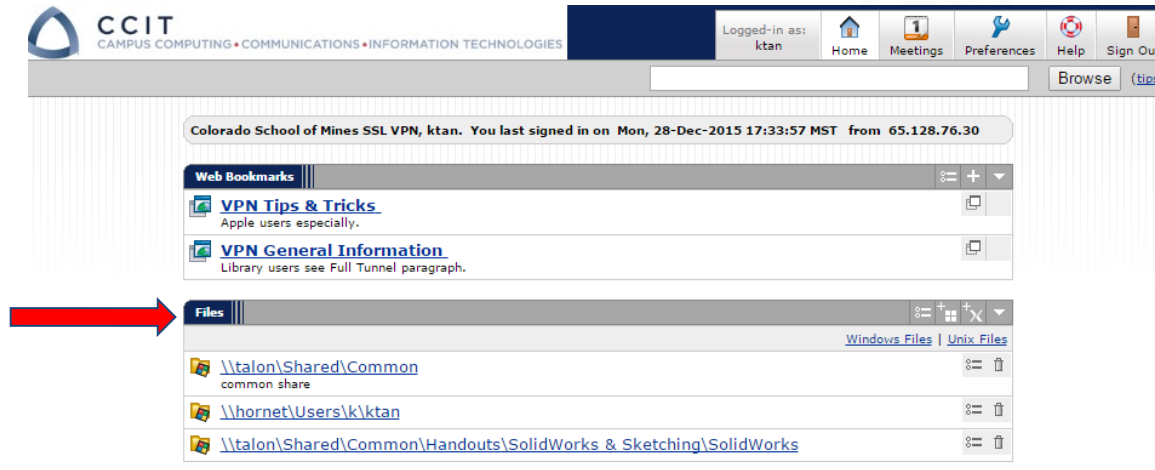 CCIT
CAMPUS COMPUTING•COMMUNICATIONS•INFORMATION TECHNOLOGIES
Logged-in as:
ktan
Home
1
Meetings
Preferences
Help
Sign Ou
Browse
(tips
Colorado School of Mines SSL VPN, ktan. You last signed in on Mon, 28-Dec-2015 17:33:57 MST from 65.128.76.30
Web Bookmarks
VPN Tips & Tricks
Apple users especially.
VPN General Information
Library users see Full Tunnel paragraph.
Files
Windows Files | Unix Files
\\talon\Shared\Common
common share
\\hornet\Users\k\ktan
\\talon\Shared\Common\Handouts\SolidWorks & Sketching\SolidWorks